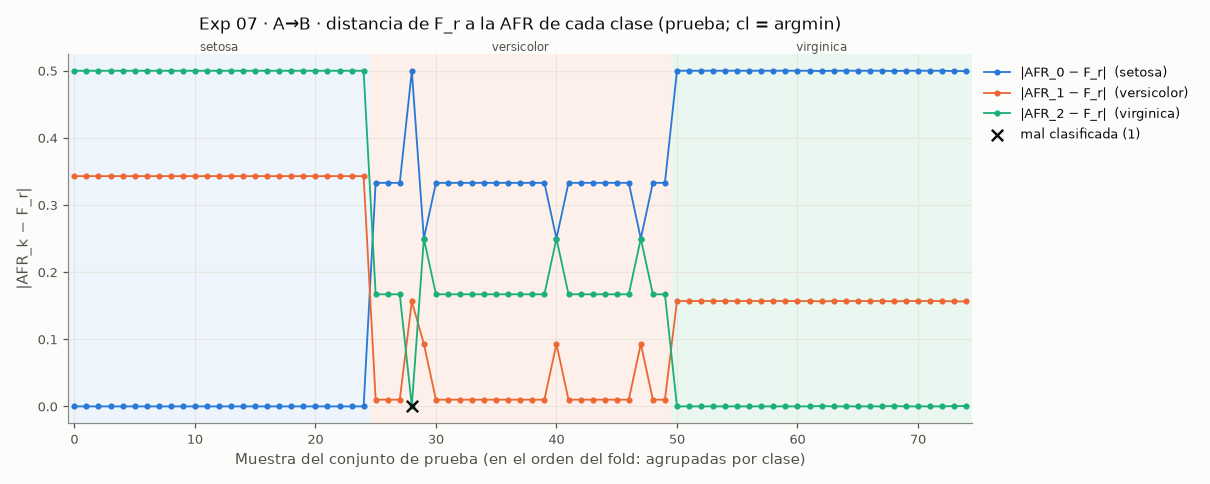 Exp 07 · A→B · distancia de F_r a la AFR de cada clase (prueba; cl = argmin)
setosa
versicolor
virginica
|AFR_k − F_r|
0.5
0.4
0.3
0.2
0.1
0.0
0
10
20
30
40
50
60
70
Muestra del conjunto de prueba (en el orden del fold: agrupadas por clase)
|AFR_0 − F_r| (setosa)
|AFR_1 − F_r| (versicolor)
|AFR_2 − F_r| (virginica)
mal clasificada (1)